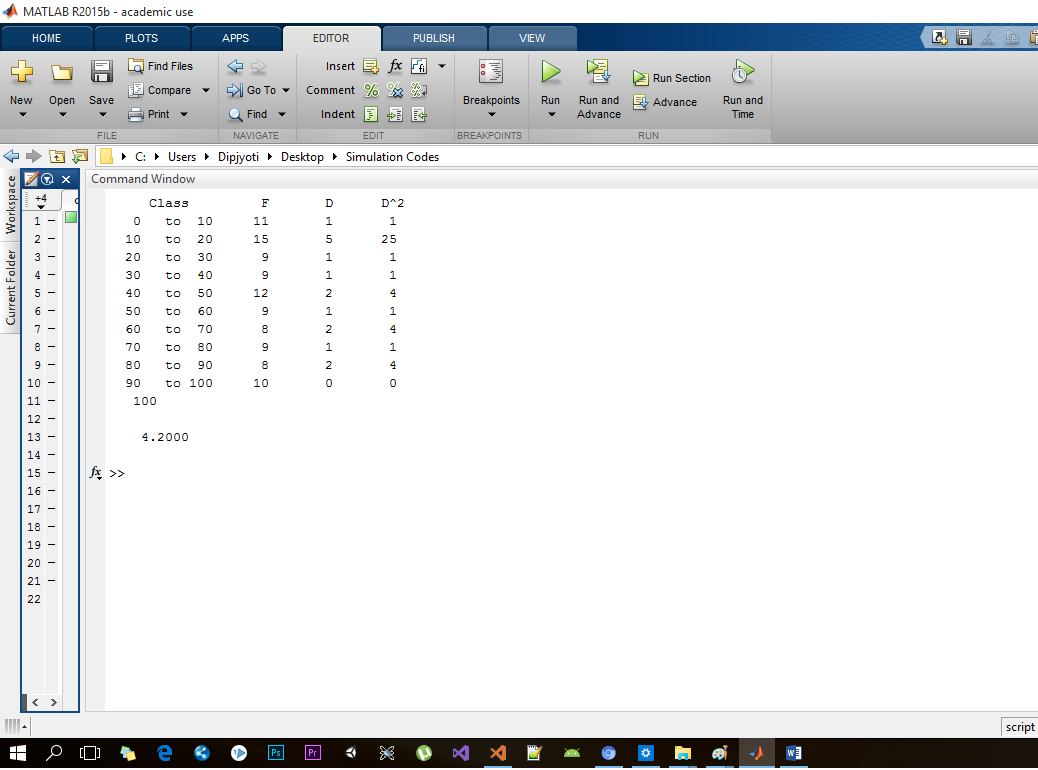 MATLAB R2015b - academic use
HOME PLOTS APPS EDITOR PUBLISH VIEW
New Open Save Find Files Compare Print
Go To Find
Insert fx
Comment
Indent
Breakpoints
Run Run and Advance Run Section Advance Run and Time
FILE NAVIGATE EDIT BREAKPOINTS RUN
C: Users Dipjyoti Desktop Simulation Codes
Workspace
Current Folder
+4
1
2
3
4
5
6
7
8
9
10
11
12
13
14
15
16
17
18
19
20
21
22
Command Window
Class F D D^2
0 to 10 11 1 1
10 to 20 15 5 25
20 to 30 9 1 1
30 to 40 9 1 1
40 to 50 12 2 4
50 to 60 9 1 1
60 to 70 8 2 4
70 to 80 9 1 1
80 to 90 8 2 4
90 to 100 10 0 0
100
4.2000
fx >>
script
Ps Pr